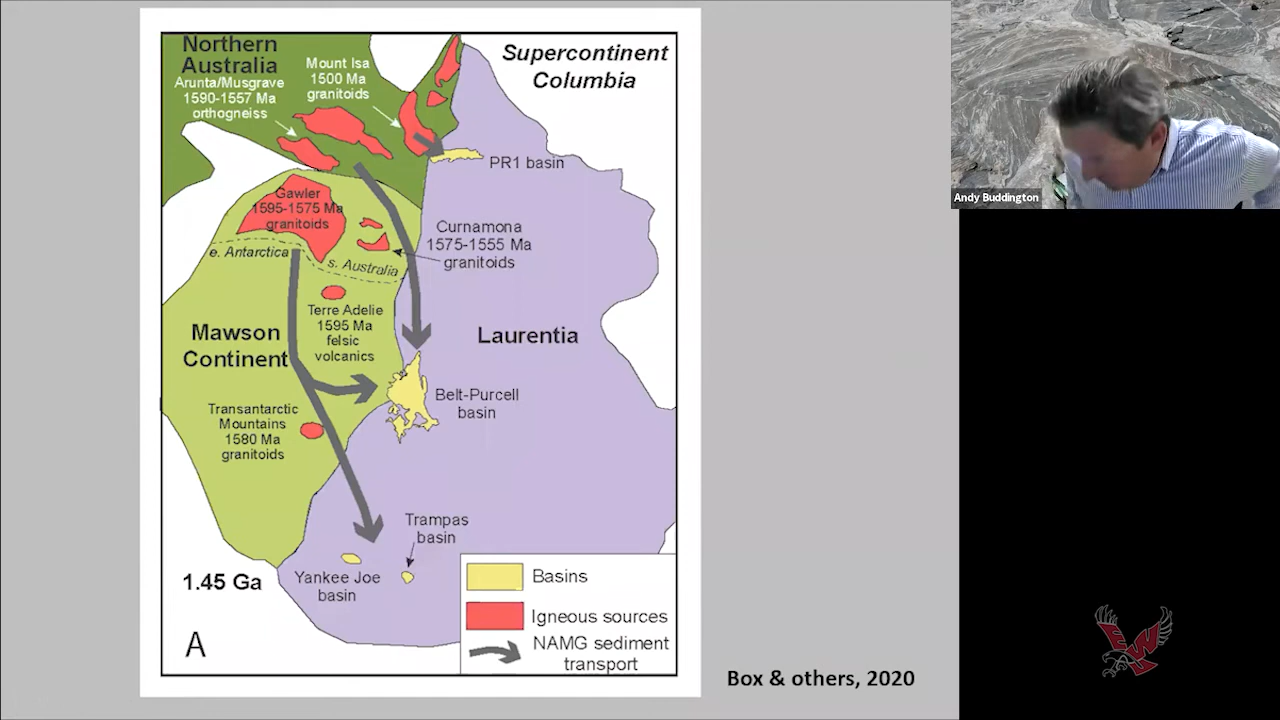 Northern
Australia
Arunta/Musgrave
1590-1557 Ma
orthogneiss
Mount Isa
1500 Ma
granitoids
Supercontinent
Columbia
PR1 basin
Gawler
1595-1575 Ma
granitoids
Curnamona
1575-1555 Ma
granitoids
e. Antarctica
s. Australia
Terre Adelie
1595 Ma
felsic
volcanics
Mawson
Continent
Laurentia
Belt-Purcell
basin
Transantarctic
Mountains
1580 Ma
granitoids
Trampas
basin
Yankee Joe
basin
1.45 Ga
A
Basins
Igneous sources
NAMG sediment
transport
Box & others, 2020
Andy Buddington
EWU